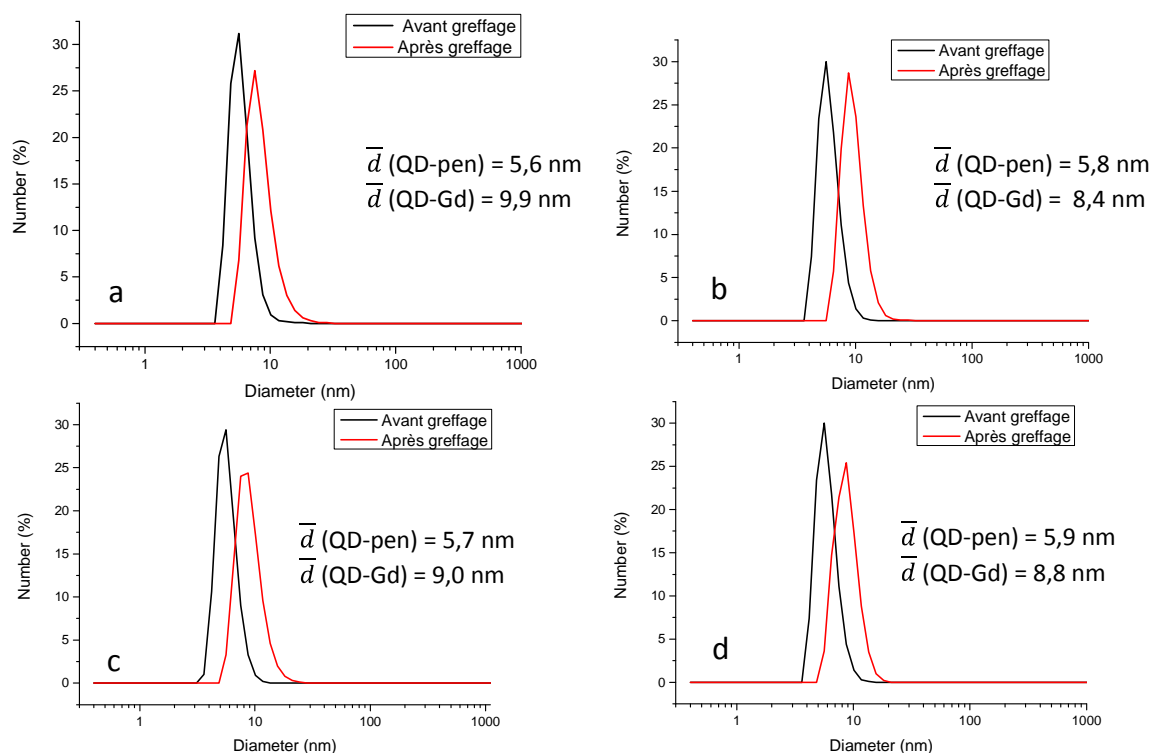 Avant greffage
Après greffage
30
25
20
15
10
5
0
Number (%)
d̅ (QD-pen) = 5,6 nm
d̅ (QD-Gd) = 9,9 nm
a
1 10 100 1000
Diameter (nm)
Avant greffage
Après greffage
30
25
20
15
10
5
0
Number (%)
d̅ (QD-pen) = 5,8 nm
d̅ (QD-Gd) = 8,4 nm
b
1 10 100 1000
Diameter (nm)
Avant greffage
Après greffage
30
25
20
15
10
5
0
Number (%)
d̅ (QD-pen) = 5,7 nm
d̅ (QD-Gd) = 9,0 nm
c
1 10 100 1000
Diameter (nm)
Avant greffage
Après greffage
30
25
20
15
10
5
0
Number (%)
d̅ (QD-pen) = 5,9 nm
d̅ (QD-Gd) = 8,8 nm
d
1 10 100 1000
Diameter (nm)